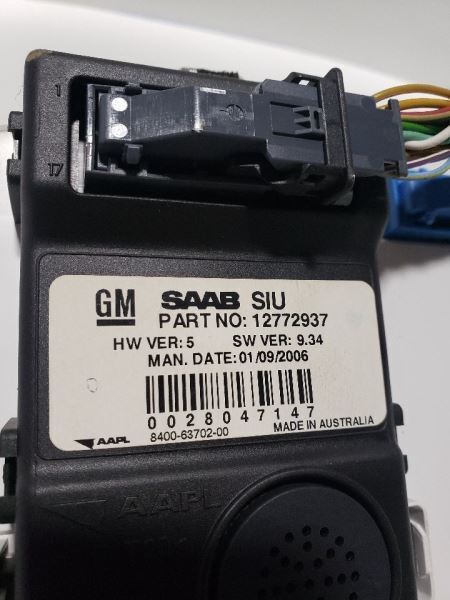 1
17
GM SAAB SIU
PART NO: 12772937
HW VER: 5 SW VER: 9.34
MAN. DATE: 01/09/2006
0028047147
AAPL 8400-63702-00 MADE IN AUSTRALIA
AAPL